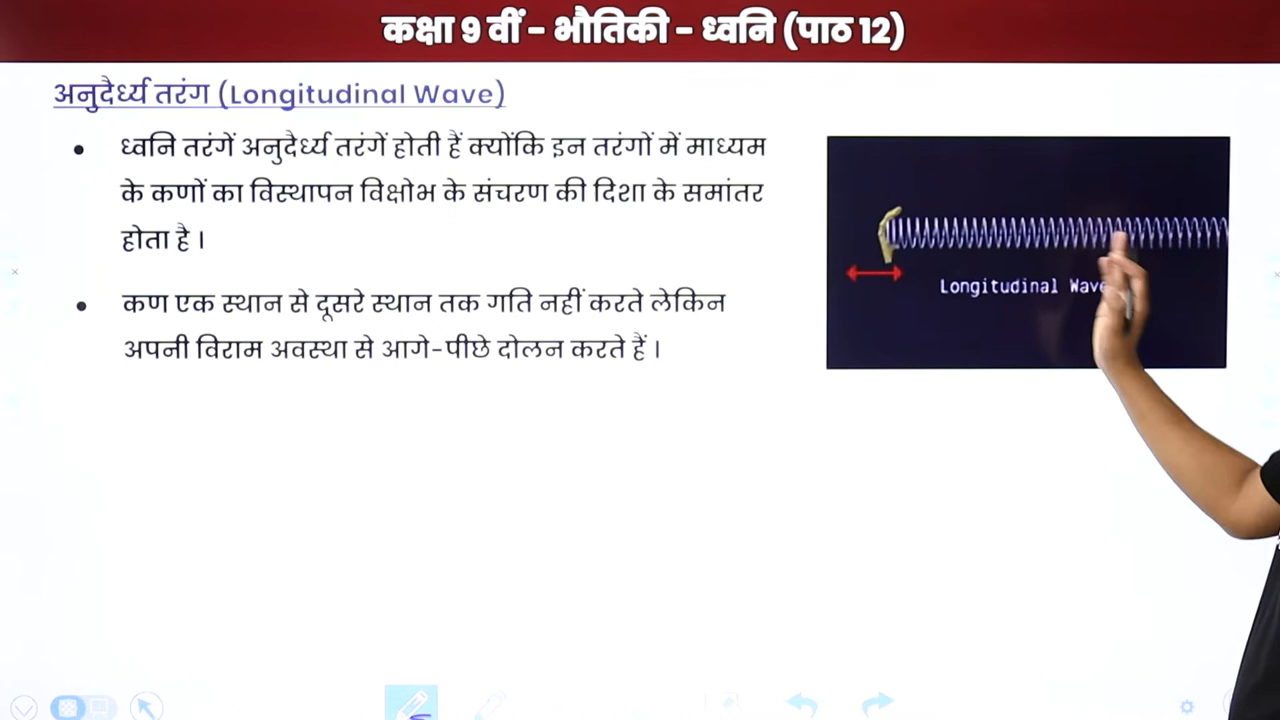 कक्षा 9 वीं - भौतिकी - ध्वनि (पाठ 12)
अनुदैर्ध्य तरंग (Longitudinal Wave)
• ध्वनि तरंगें अनुदैर्ध्य तरंगें होती हैं क्योंकि इन तरंगों में माध्यम
के कणों का विस्थापन विक्षोभ के संचरण की दिशा के समांतर
होता है ।
• कण एक स्थान से दूसरे स्थान तक गति नहीं करते लेकिन
अपनी विराम अवस्था से आगे-पीछे दोलन करते हैं ।
Longitudinal Wave